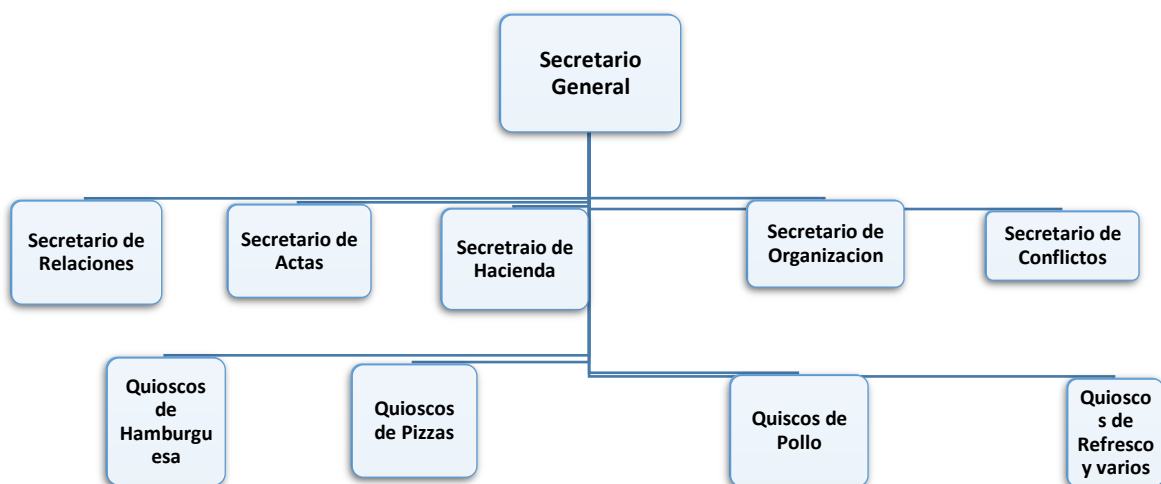 Secretario
General
Secretario de
Relaciones
Secretario de
Actas
Secretraio de
Hacienda
Secretario de
Organizacion
Secretario de
Conflictos
Quioscos
de
Hamburgu
esa
Quioscos
de Pizzas
Quiscos de
Pollo
Quiosco
s de
Refresco
y varios